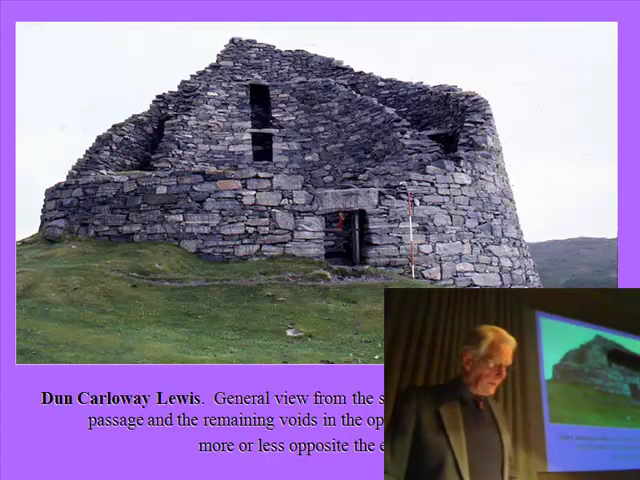 Dun Carloway Lewis. General view from the s
passage and the remaining voids in the op
more or less opposite the e